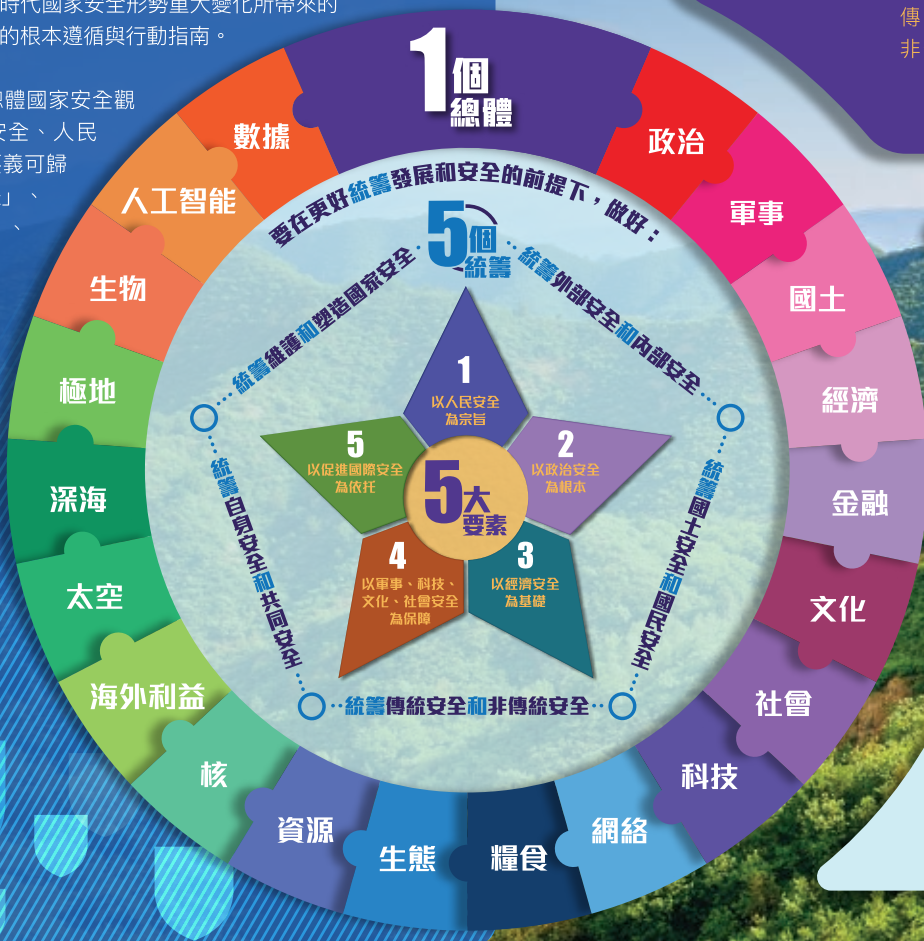 時代國家安全形勢重大變化所帶來的
的根本遵循與行動指南。
總體國家安全觀
安全、人民
義可歸
」、
、
傳
非
1個
總體
政治
軍事
國土
經濟
金融
文化
社會
科技
網絡
糧食
生態
資源
核
海外利益
太空
深海
極地
生物
人工智能
數據
要在更好統籌發展和安全的前提下,做好:
5個
統籌
統籌外部安全和內部安全
統籌國土安全和國民安全
統籌傳統安全和非傳統安全
統籌自身安全和共同安全
統籌維護和塑造國家安全
5大
要素
1
以人民安全
為宗旨
2
以政治安全
為根本
3
以經濟安全
為基礎
4
以軍事、科技、
文化、社會安全
為保障
5
以促進國際安全
為依托